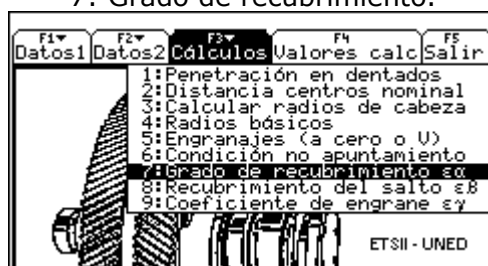 7. Grado de recubrimiento.
F1▾ F2▾ F3▾ F4 F5
Datos1 Datos2 Cálculos Valores calc Salir
1:Penetración en dentados
2:Distancia centros nominal
3:Calcular radios de cabeza
4:Radios básicos
5:Engranajes (a cero o V)
6:Condición no apuntamiento
7:Grado de recubrimiento εα
8:Recubrimiento del salto εβ
9:Coeficiente de engrane εγ
ETSII - UNED